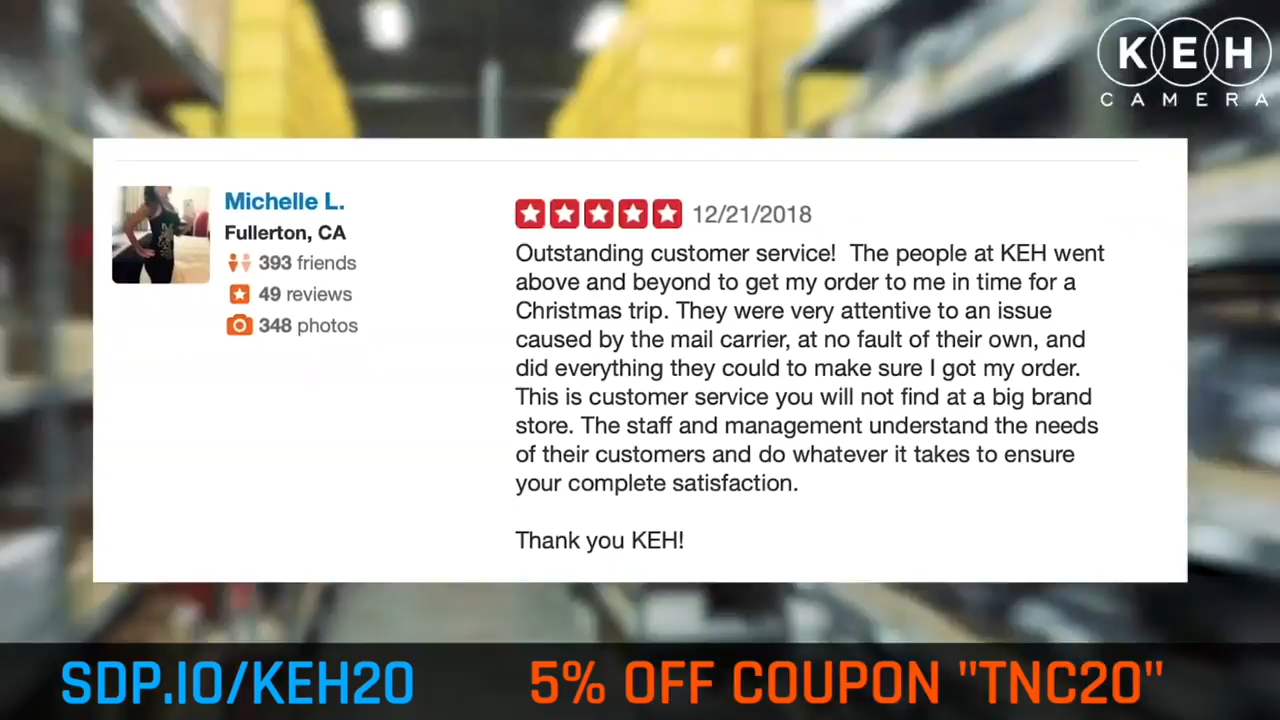 KEH
CAMERA
Michelle L.
Fullerton, CA
393 friends
49 reviews
348 photos
12/21/2018
Outstanding customer service!  The people at KEH went
above and beyond to get my order to me in time for a
Christmas trip. They were very attentive to an issue
caused by the mail carrier, at no fault of their own, and
did everything they could to make sure I got my order.
This is customer service you will not find at a big brand
store. The staff and management understand the needs
of their customers and do whatever it takes to ensure
your complete satisfaction.
Thank you KEH!
SDP.IO/KEH20
5% OFF COUPON "TNC20"